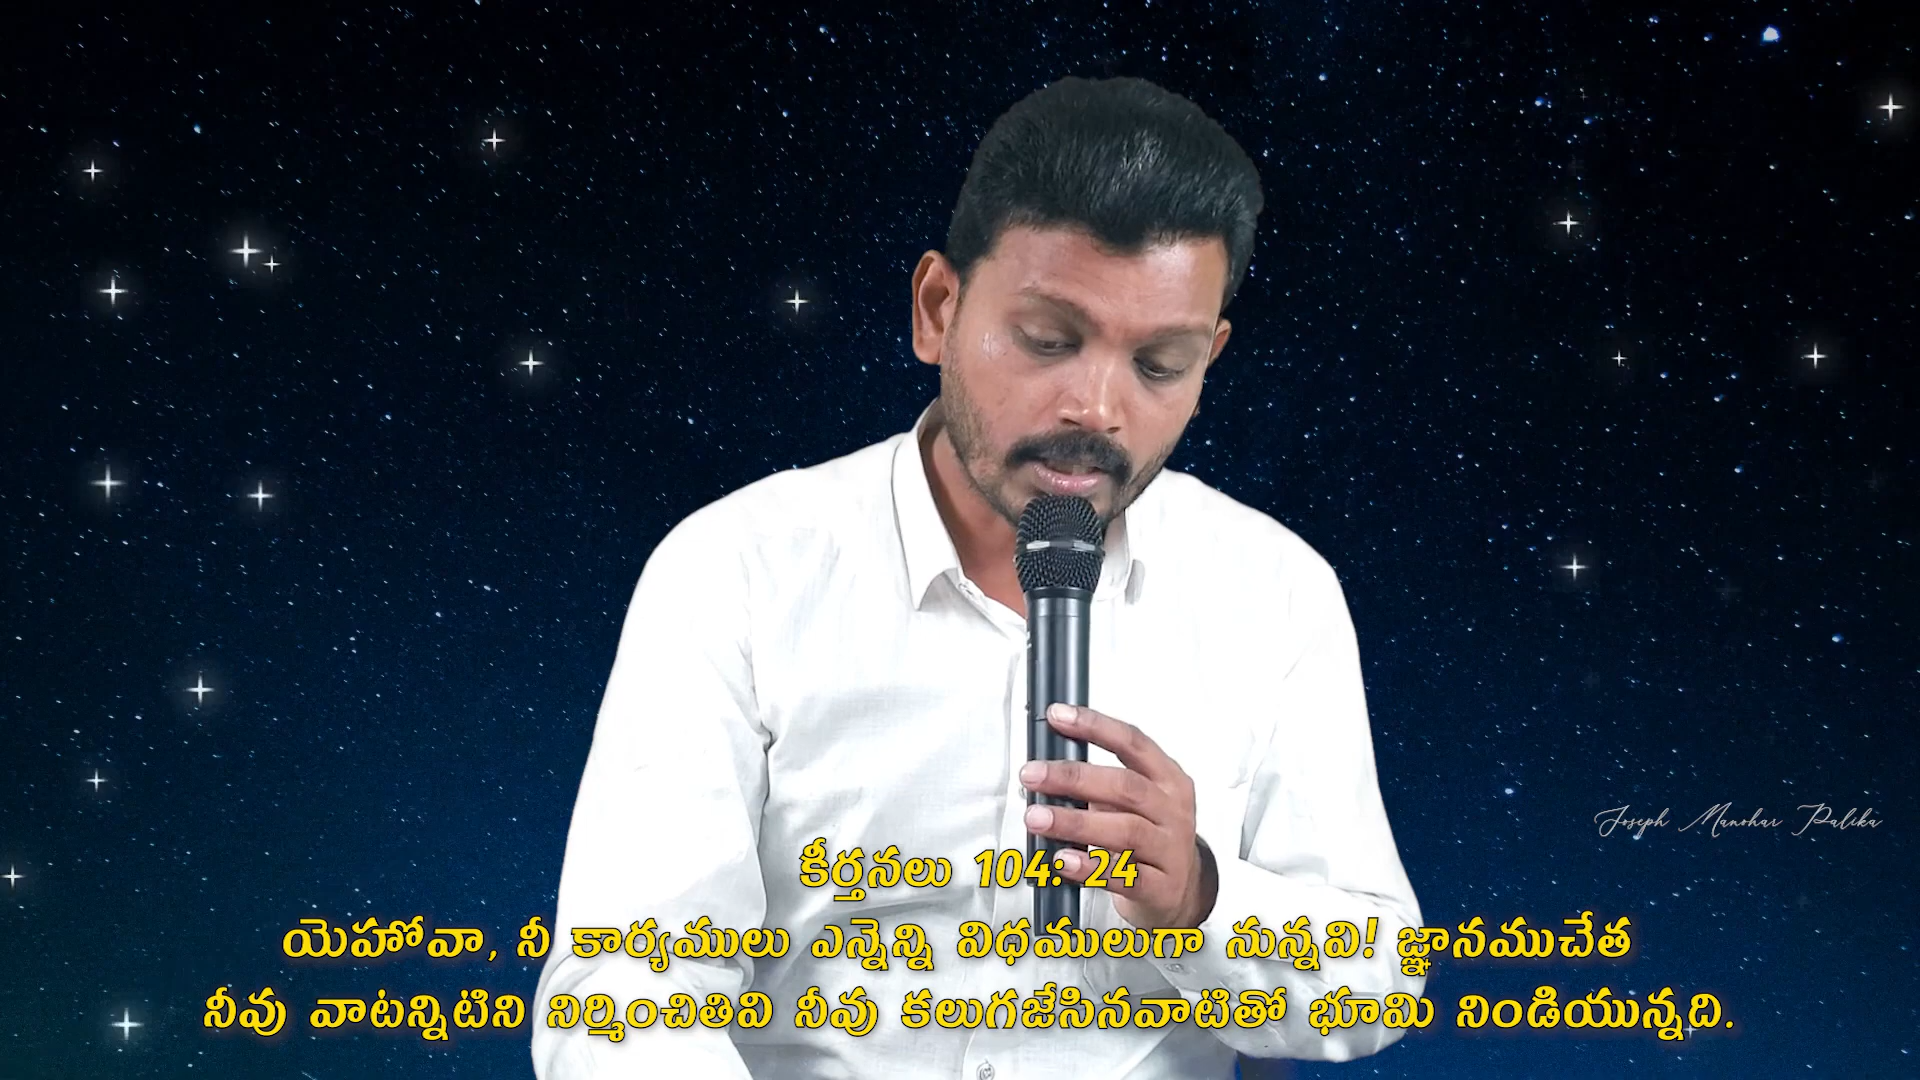 Joseph Manohar Palika
కీర్తనలు 104: 24
యెహోవా, నీ కార్యములు ఎన్నెన్ని విధములుగా నున్నవి! జ్ఞానముచేత
నీవు వాటన్నిటిని నిర్మించితివి నీవు కలుగజేసినవాటితో భూమి నిండియున్నది.